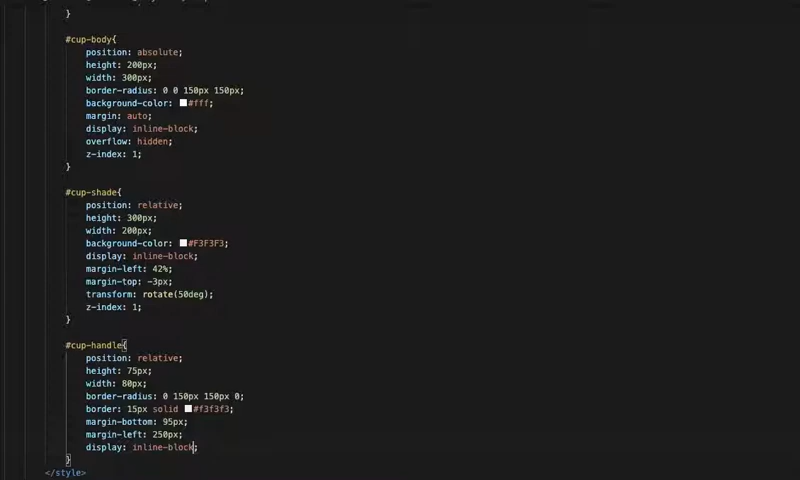 }
#cup-body{
position: absolute;
height: 200px;
width: 300px;
border-radius: 0 0 150px 150px;
background-color: #fff;
margin: auto;
display: inline-block;
overflow: hidden;
z-index: 1;
}
#cup-shade{
position: relative;
height: 300px;
width: 200px;
background-color: #F3F3F3;
display: inline-block;
margin-left: 42%;
margin-top: -3px;
transform: rotate(50deg);
z-index: 1;
}
#cup-handle{
position: relative;
height: 75px;
width: 80px;
border-radius: 0 150px 150px 0;
border: 15px solid #f3f3f3;
margin-bottom: 95px;
margin-left: 250px;
display: inline-block;
}
</style>